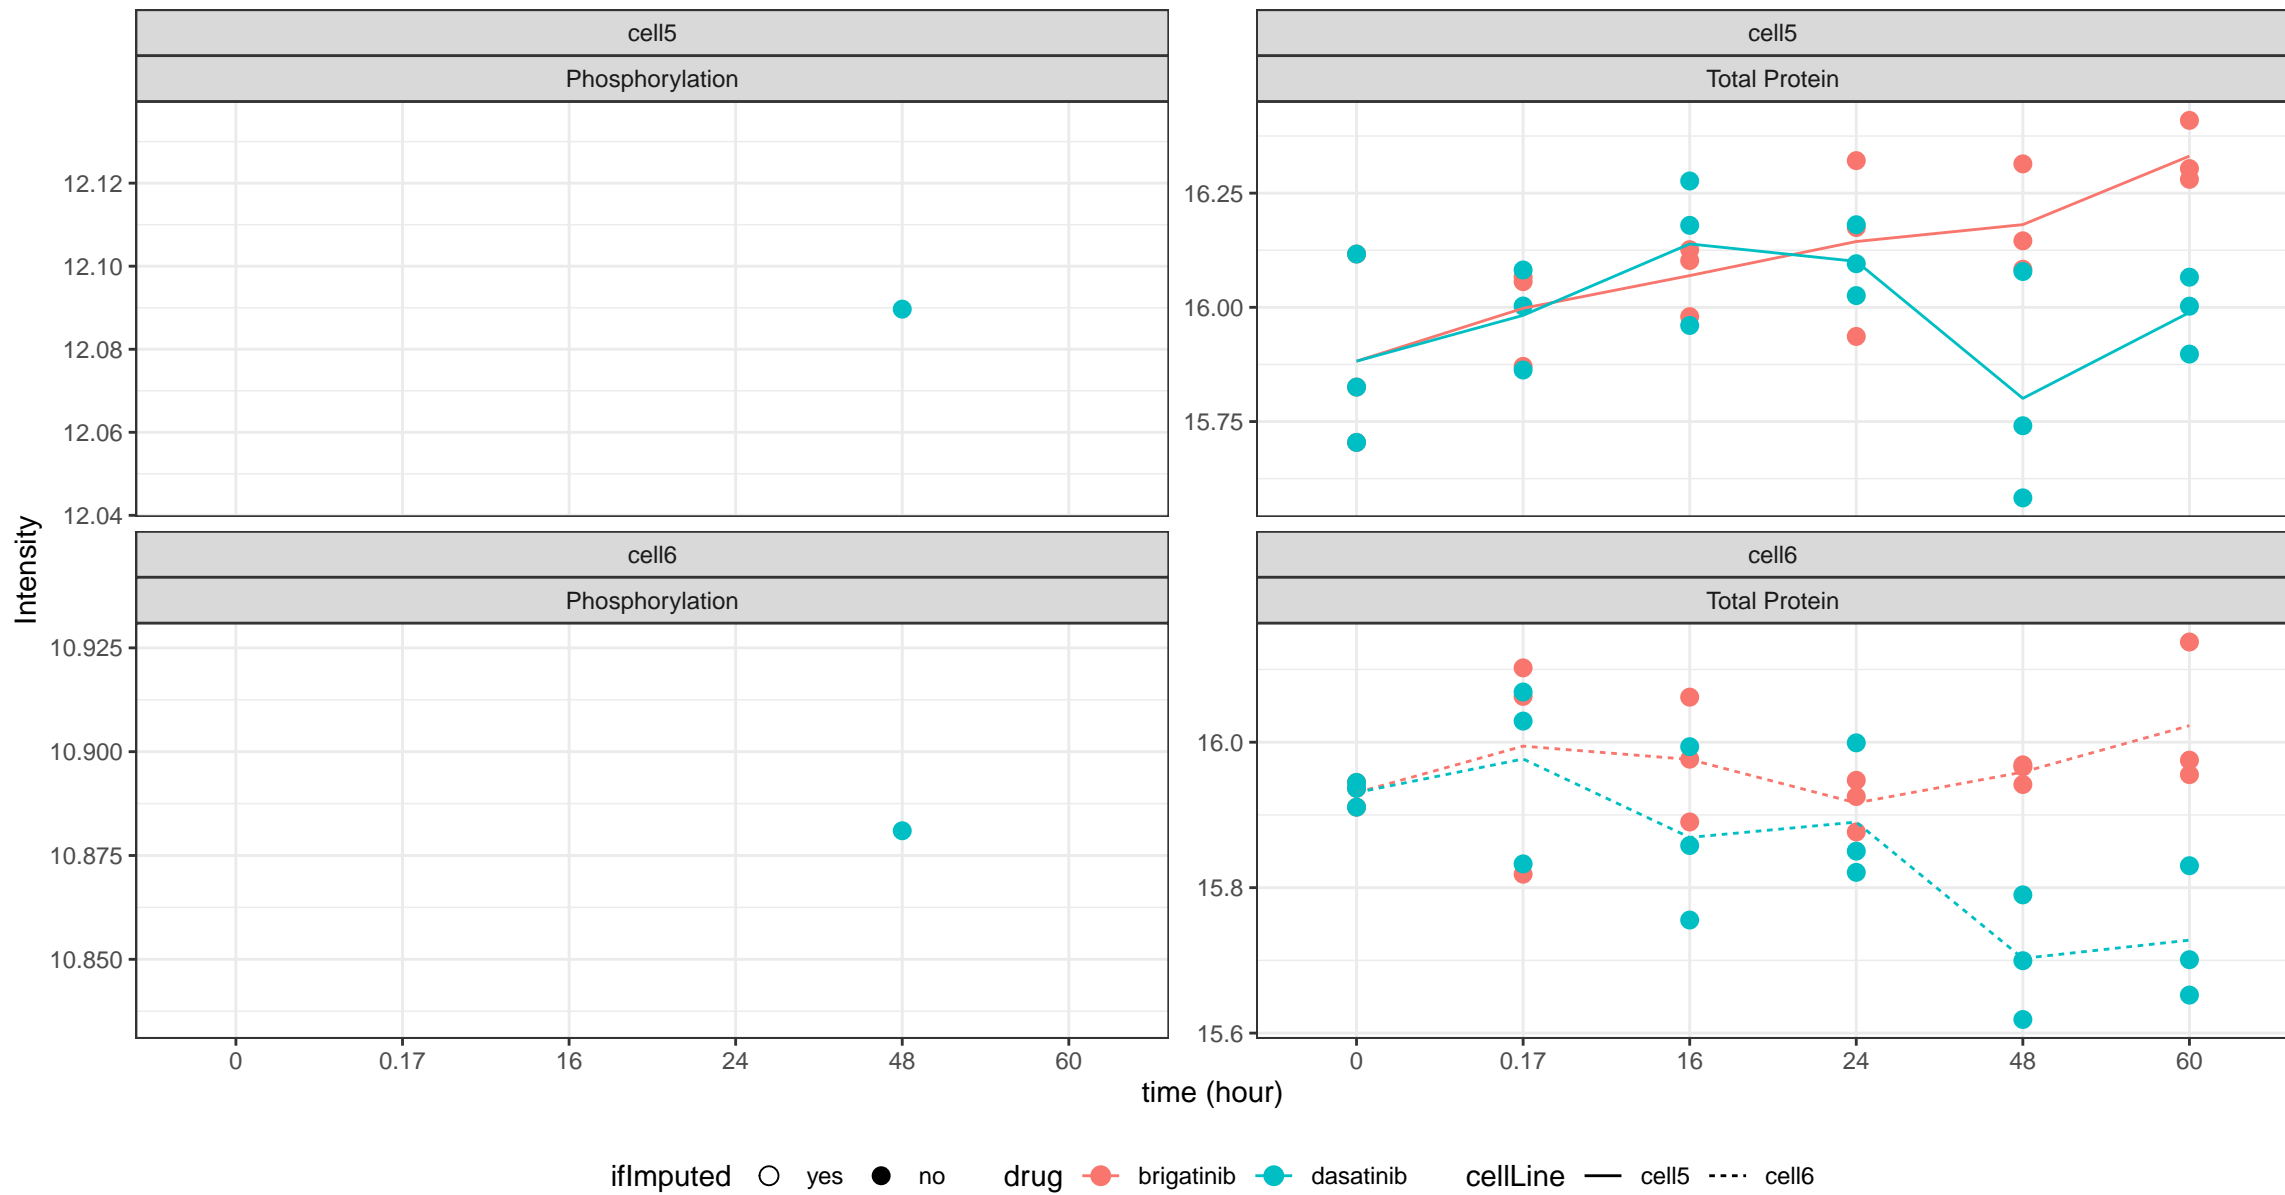 cell5
cell5
Phosphorylation
Total Protein
12.12
12.10
12.08
12.06
12.04
16.25
16.00
15.75
Intensity
cell6
cell6
Phosphorylation
Total Protein
10.925
10.900
10.875
10.850
16.0
15.8
15.6
0 0.17 16 24 48 60
0 0.17 16 24 48 60
time (hour)
ifImputed yes no drug brigatinib dasatinib cellLine cell5 cell6